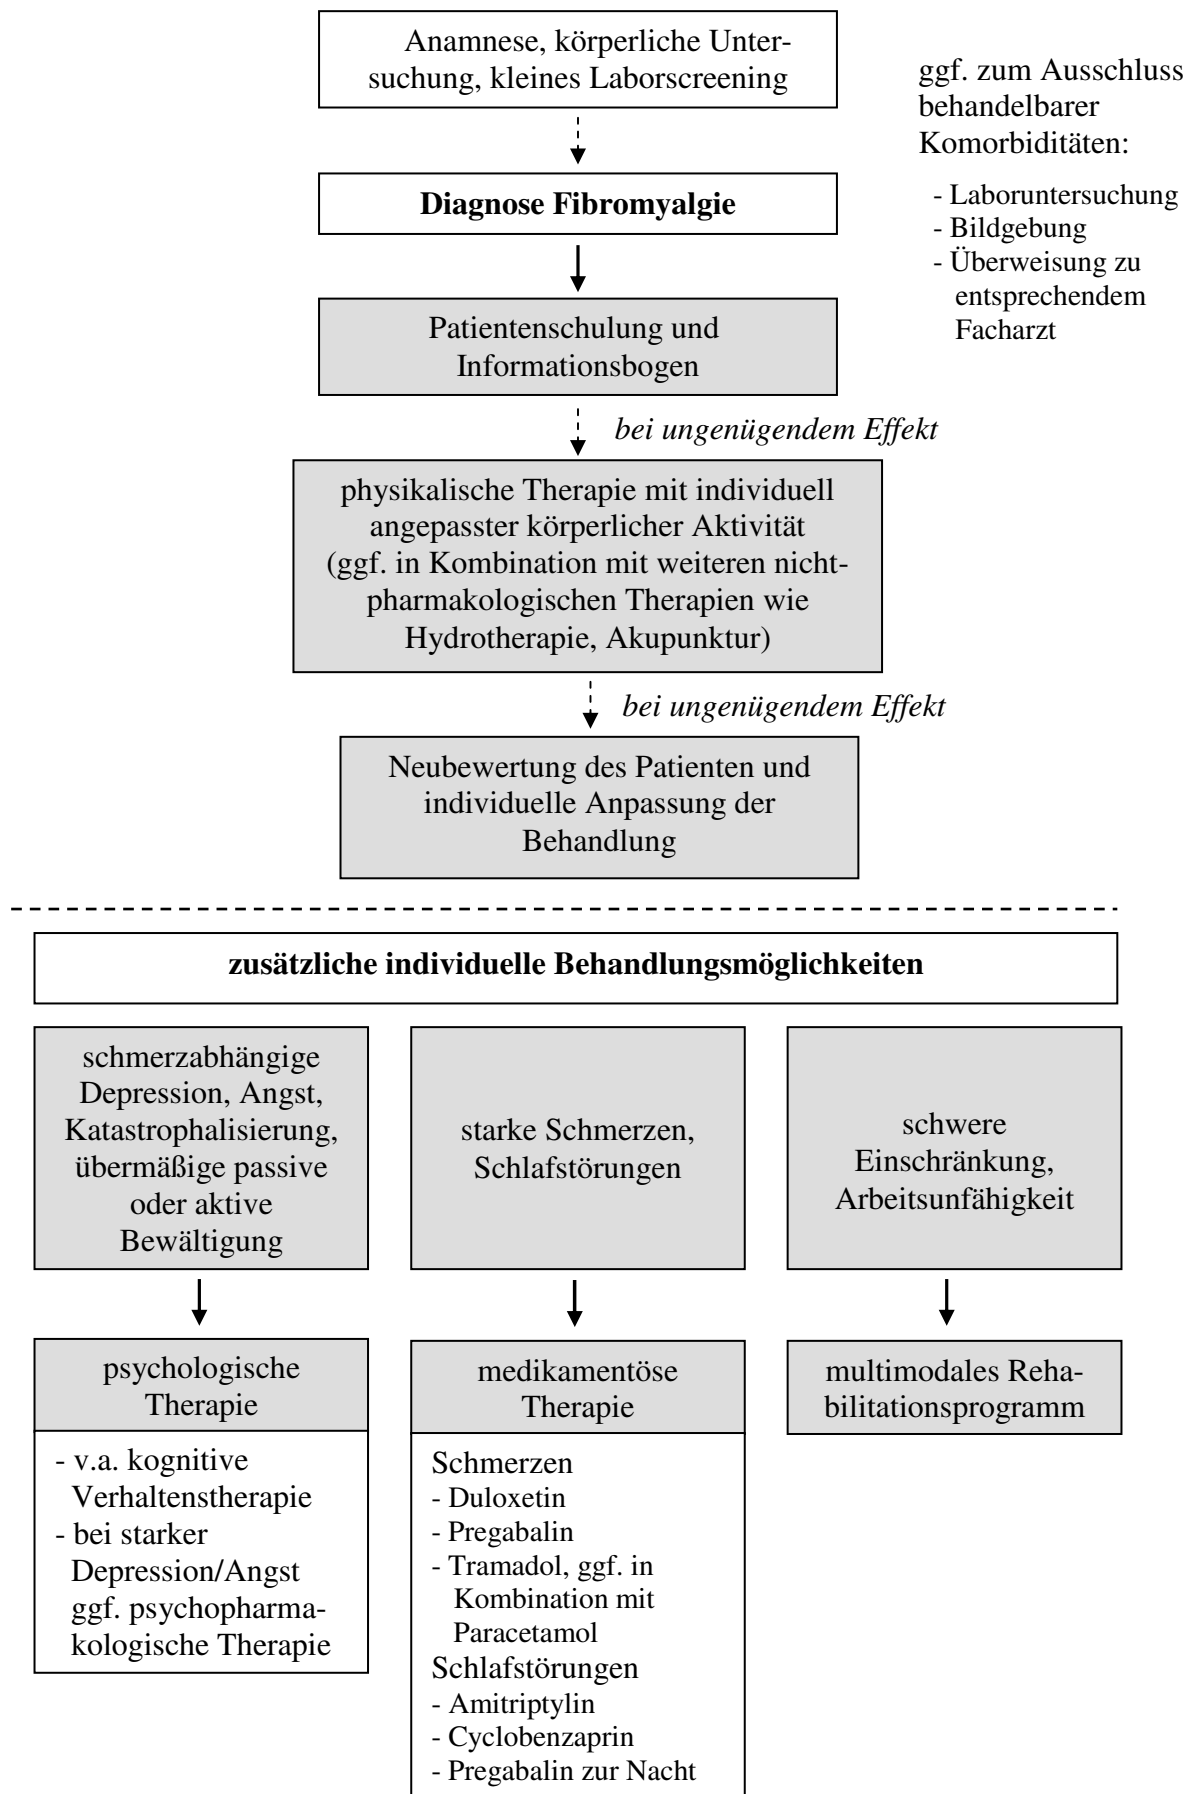 Anamnese, körperliche Unter-
suchung, kleines Laborscreening
ggf. zum Ausschluss
behandelbarer
Komorbiditäten:
- Laboruntersuchung
- Bildgebung
- Überweisung zu
entsprechendem
Facharzt
Diagnose Fibromyalgie
Patientenschulung und
Informationsbogen
bei ungenügendem Effekt
physikalische Therapie mit individuell
angepasster körperlicher Aktivität
(ggf. in Kombination mit weiteren nicht-
pharmakologischen Therapien wie
Hydrotherapie, Akupunktur)
bei ungenügendem Effekt
Neubewertung des Patienten und
individuelle Anpassung der
Behandlung
zusätzliche individuelle Behandlungsmöglichkeiten
schmerzabhängige
Depression, Angst,
Katastrophalisierung,
übermäßige passive
oder aktive
Bewältigung
psychologische
Therapie
- v.a. kognitive
Verhaltenstherapie
- bei starker
Depression/Angst
ggf. psychopharma-
kologische Therapie
starke Schmerzen,
Schlafstörungen
medikamentöse
Therapie
Schmerzen
- Duloxetin
- Pregabalin
- Tramadol, ggf. in
Kombination mit
Paracetamol
Schlafstörungen
- Amitriptylin
- Cyclobenzaprin
- Pregabalin zur Nacht
schwere
Einschränkung,
Arbeitsunfähigkeit
multimodales Reha-
bilitationsprogramm